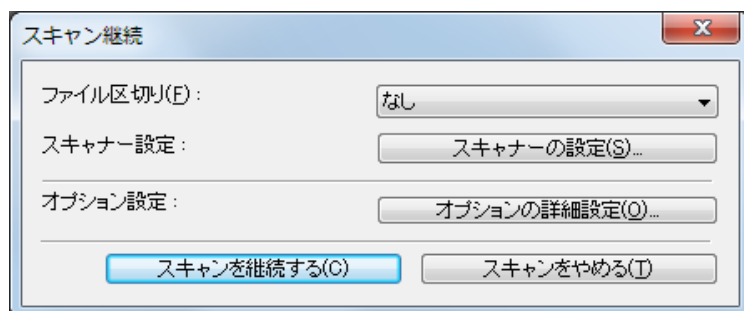 スキャン継続
ファイル区切り(F) :
なし
スキャナー設定 :
スキャナーの設定(S)...
オプション設定 :
オプションの詳細設定(O)...
スキャンを継続する(C)
スキャンをやめる(T)